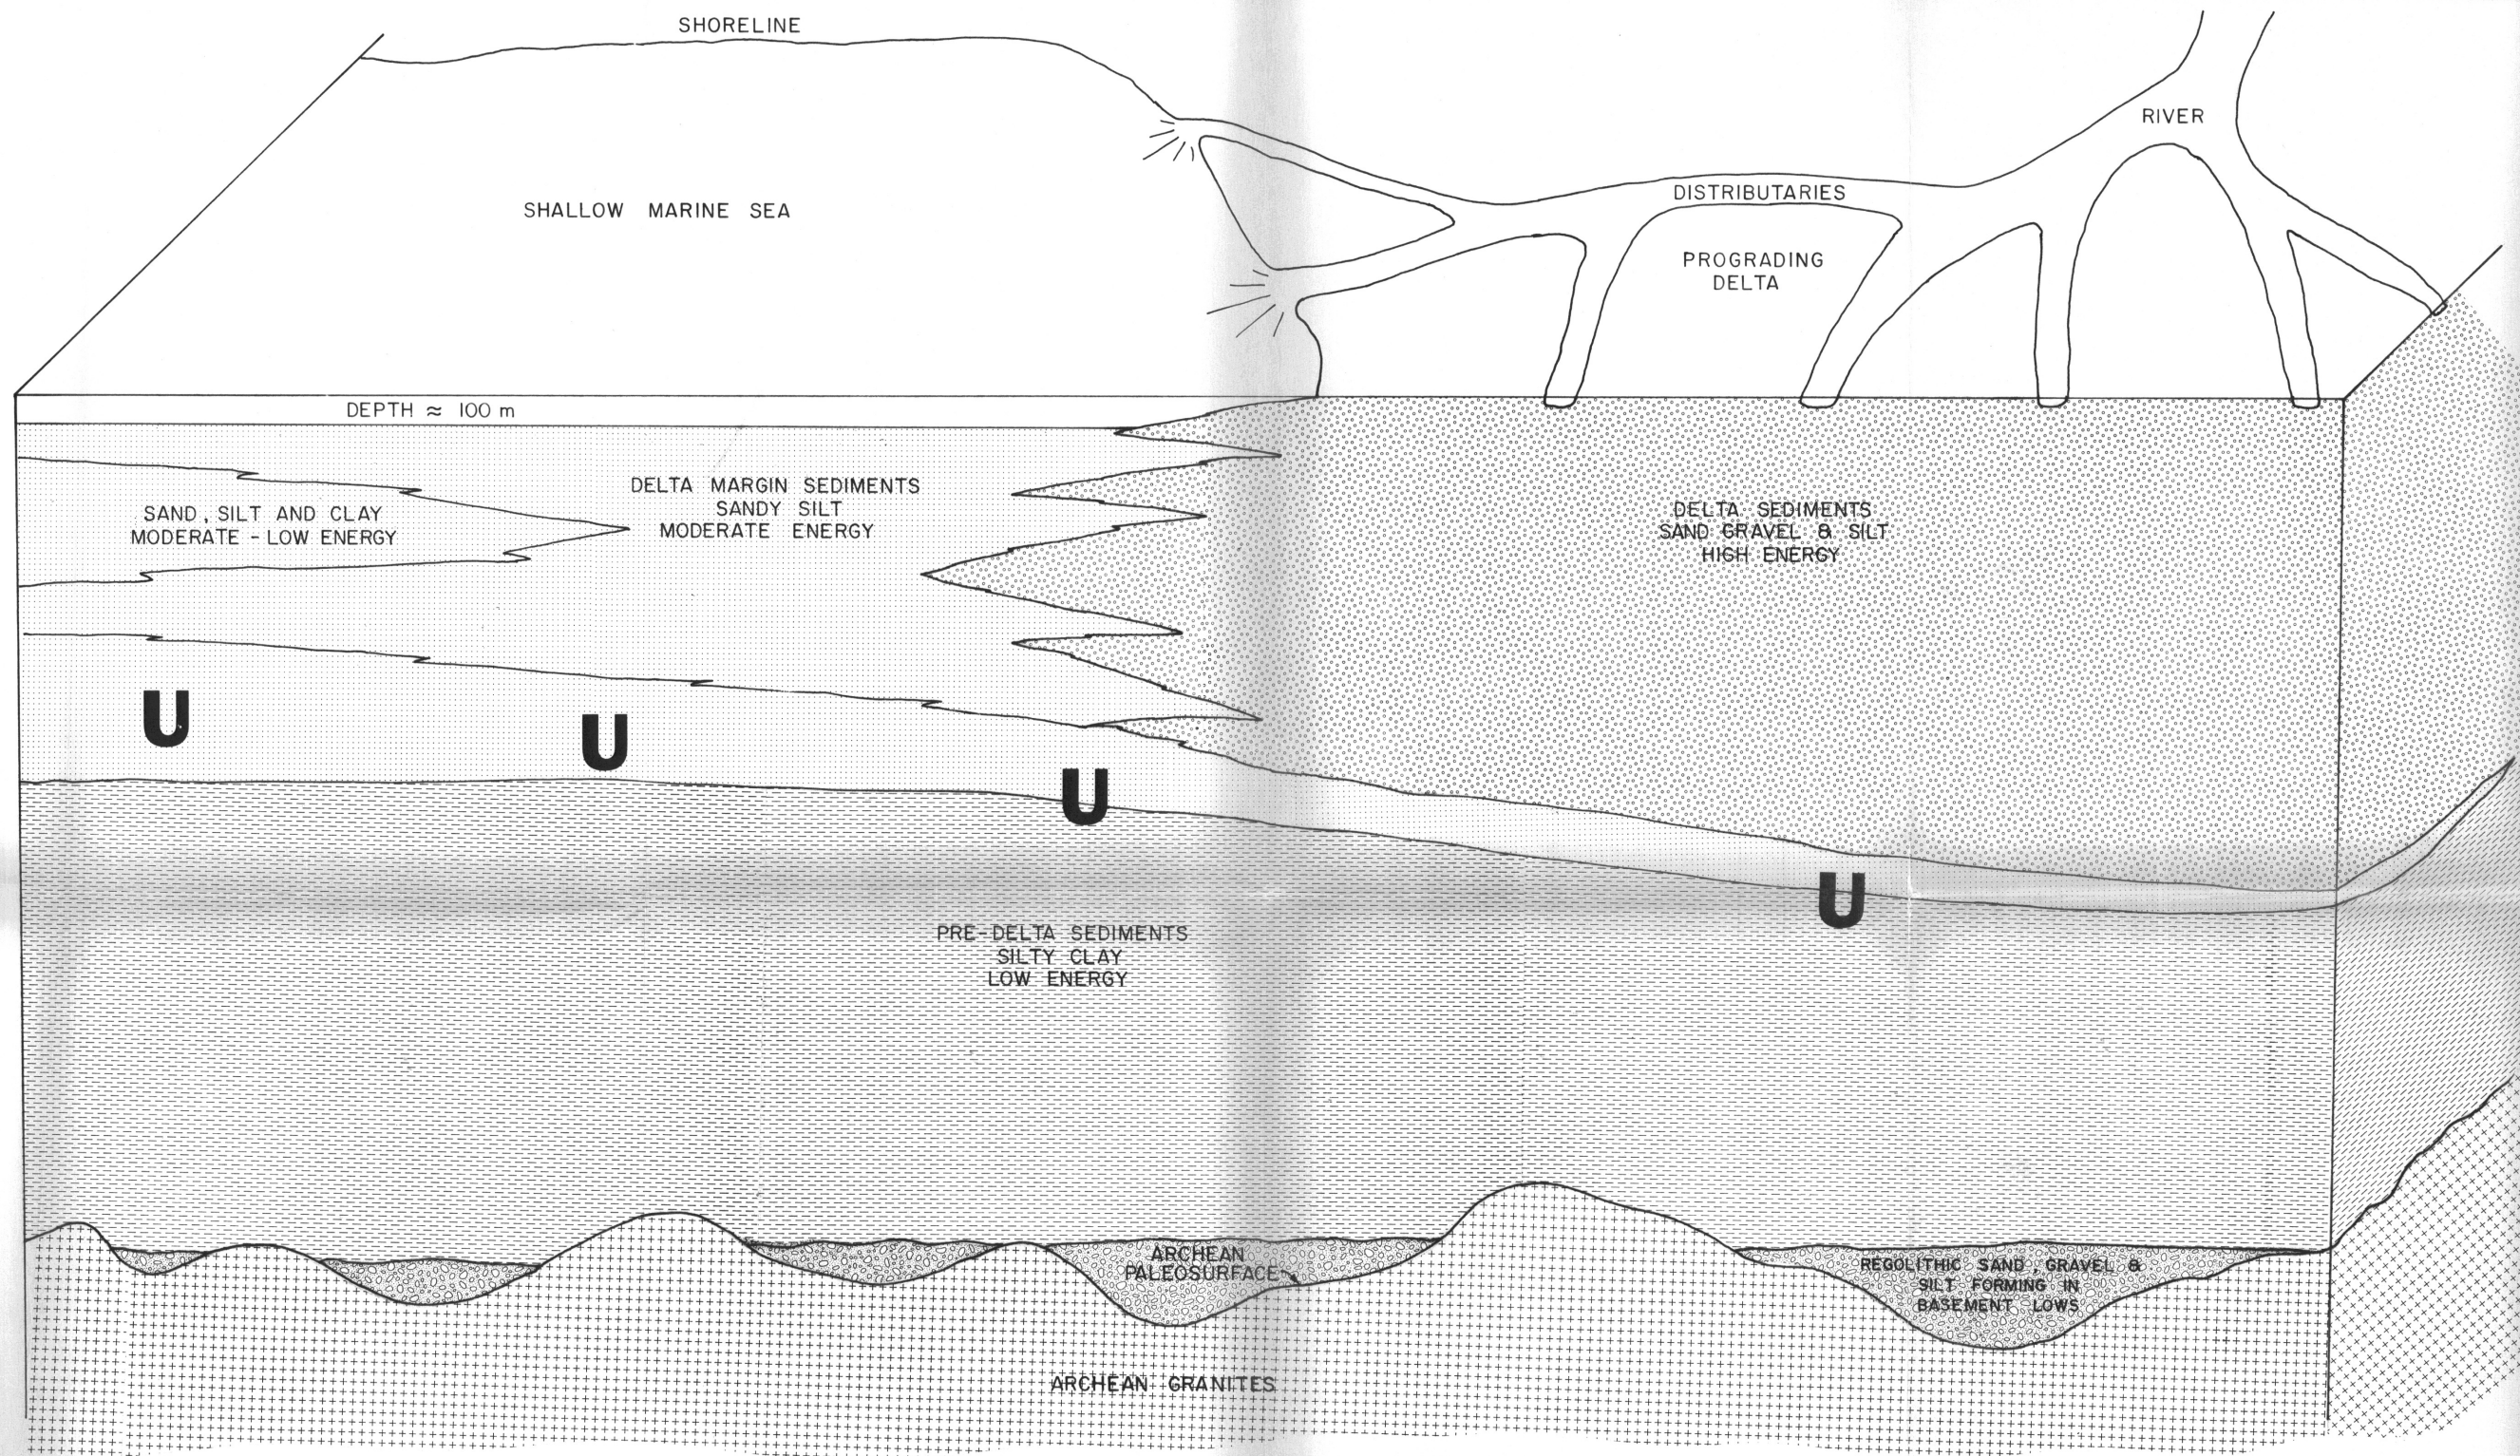 SHORELINE
RIVER
DISTRIBUTARIES
SHALLOW MARINE SEA
PROGRADING
DELTA
DEPTH ≈ 100 m
DELTA MARGIN SEDIMENTS
SANDY SILT
MODERATE ENERGY
SAND, SILT AND CLAY
MODERATE - LOW ENERGY
DELTA SEDIMENTS
SAND GRAVEL & SILT
HIGH ENERGY
U
U
U
U
PRE-DELTA SEDIMENTS
SILTY CLAY
LOW ENERGY
ARCHEAN
PALEOSURFACE
REGOLITHIC SAND, GRAVEL &
SILT FORMING IN
BASEMENT LOWS
ARCHEAN GRANITES